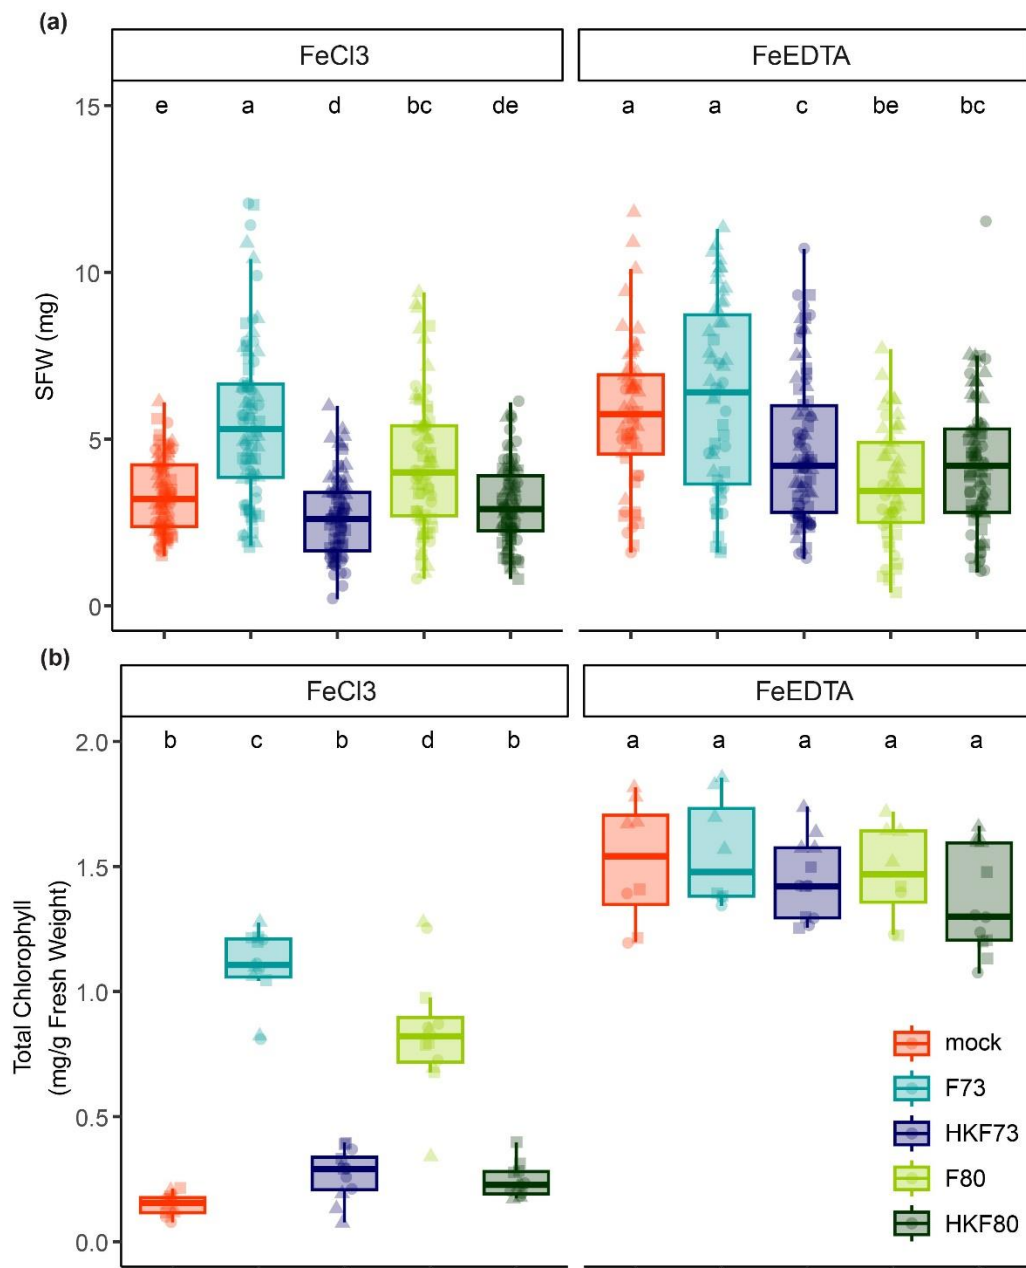 (a)
FeCl3 FeEDTA
15 e a d bc de a a c be bc
10
SFW (mg)
5
0
(b)
FeCl3 FeEDTA
2.0 b c b d b a a a a a
1.5
Total Chlorophyll
(mg/g Fresh Weight)
1.0
0.5
0.0
mock
F73
HKF73
F80
HKF80